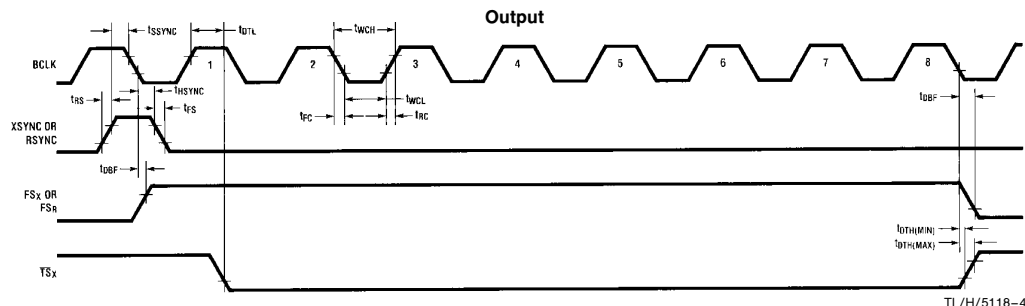 Output
tSSYNC
tDTL
tWCH
BCLK
1 2 3 4 5 6 7 8
tHSYNC
tRS
tFS
tWCL
tFC
tRC
tDBF
XSYNC OR
RSYNC
tDBF
FSX OR
FSR
tDTH(MIN)
tDTH(MAX)
T̅S̅X
TL/H/5118–4